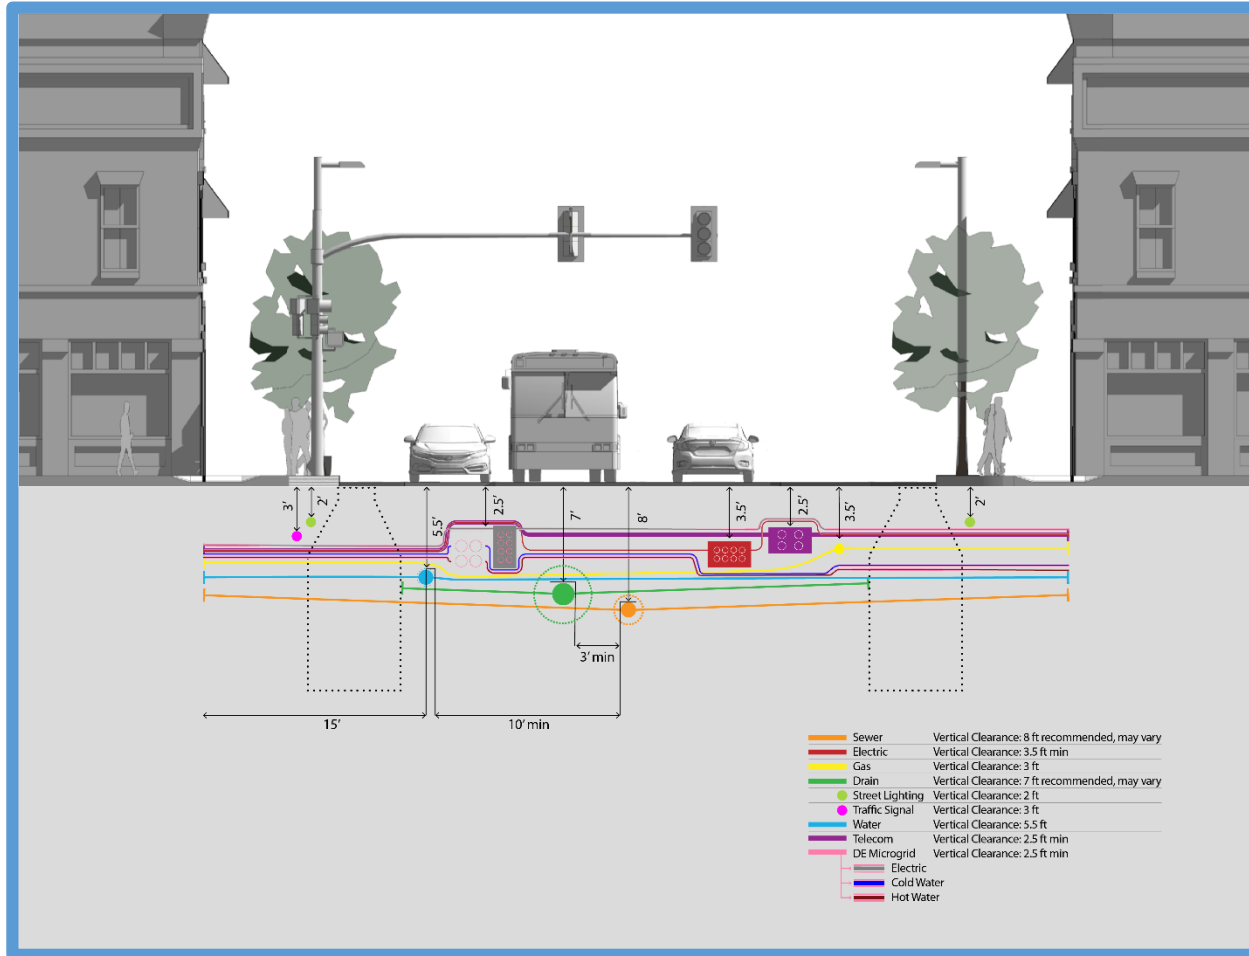 3'
2'
5.5'
2.5'
7'
8'
3.5'
2.5'
3.5'
2'
3' min
15'
10' min
Sewer Vertical Clearance: 8 ft recommended, may vary
Electric Vertical Clearance: 3.5 ft min
Gas Vertical Clearance: 3 ft
Drain Vertical Clearance: 7 ft recommended, may vary
Street Lighting Vertical Clearance: 2 ft
Traffic Signal Vertical Clearance: 3 ft
Water Vertical Clearance: 5.5 ft
Telecom Vertical Clearance: 2.5 ft min
DE Microgrid Vertical Clearance: 2.5 ft min
Electric
Cold Water
Hot Water